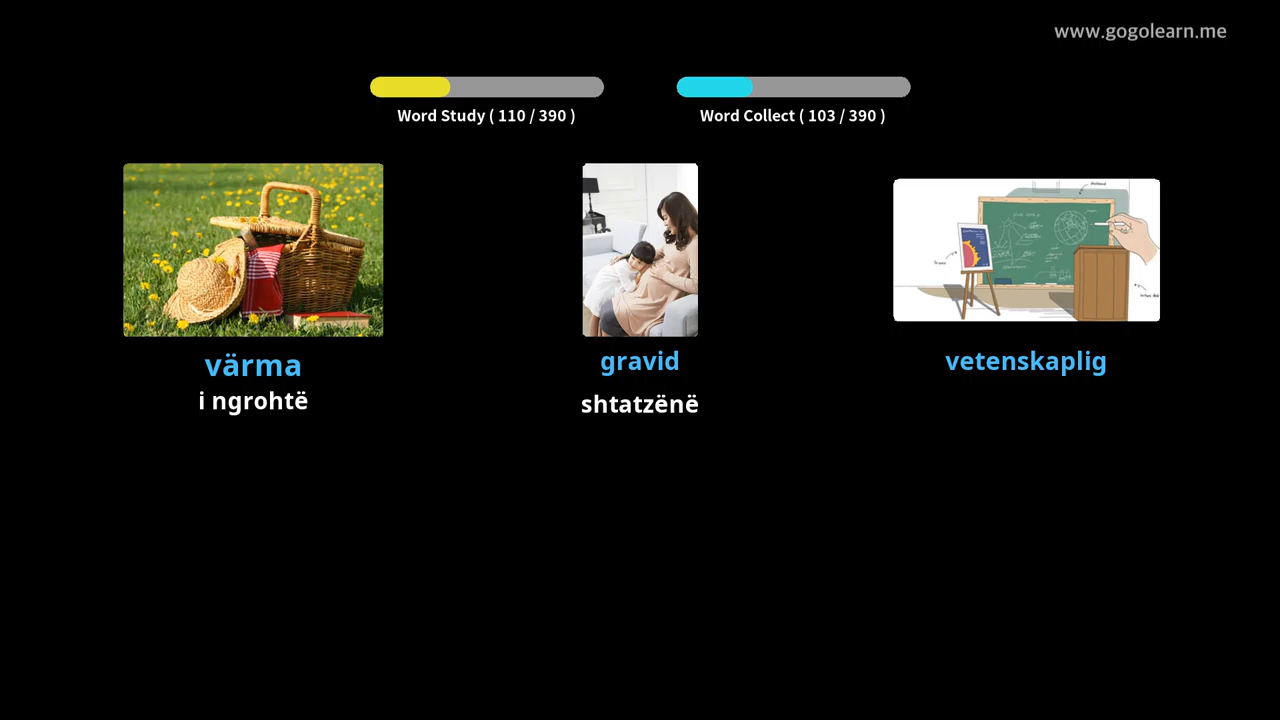 www.gogolearn.me
Word Study ( 110 / 390 )
Word Collect ( 103 / 390 )
värma
i ngrohtë
gravid
shtatzënë
vetenskaplig